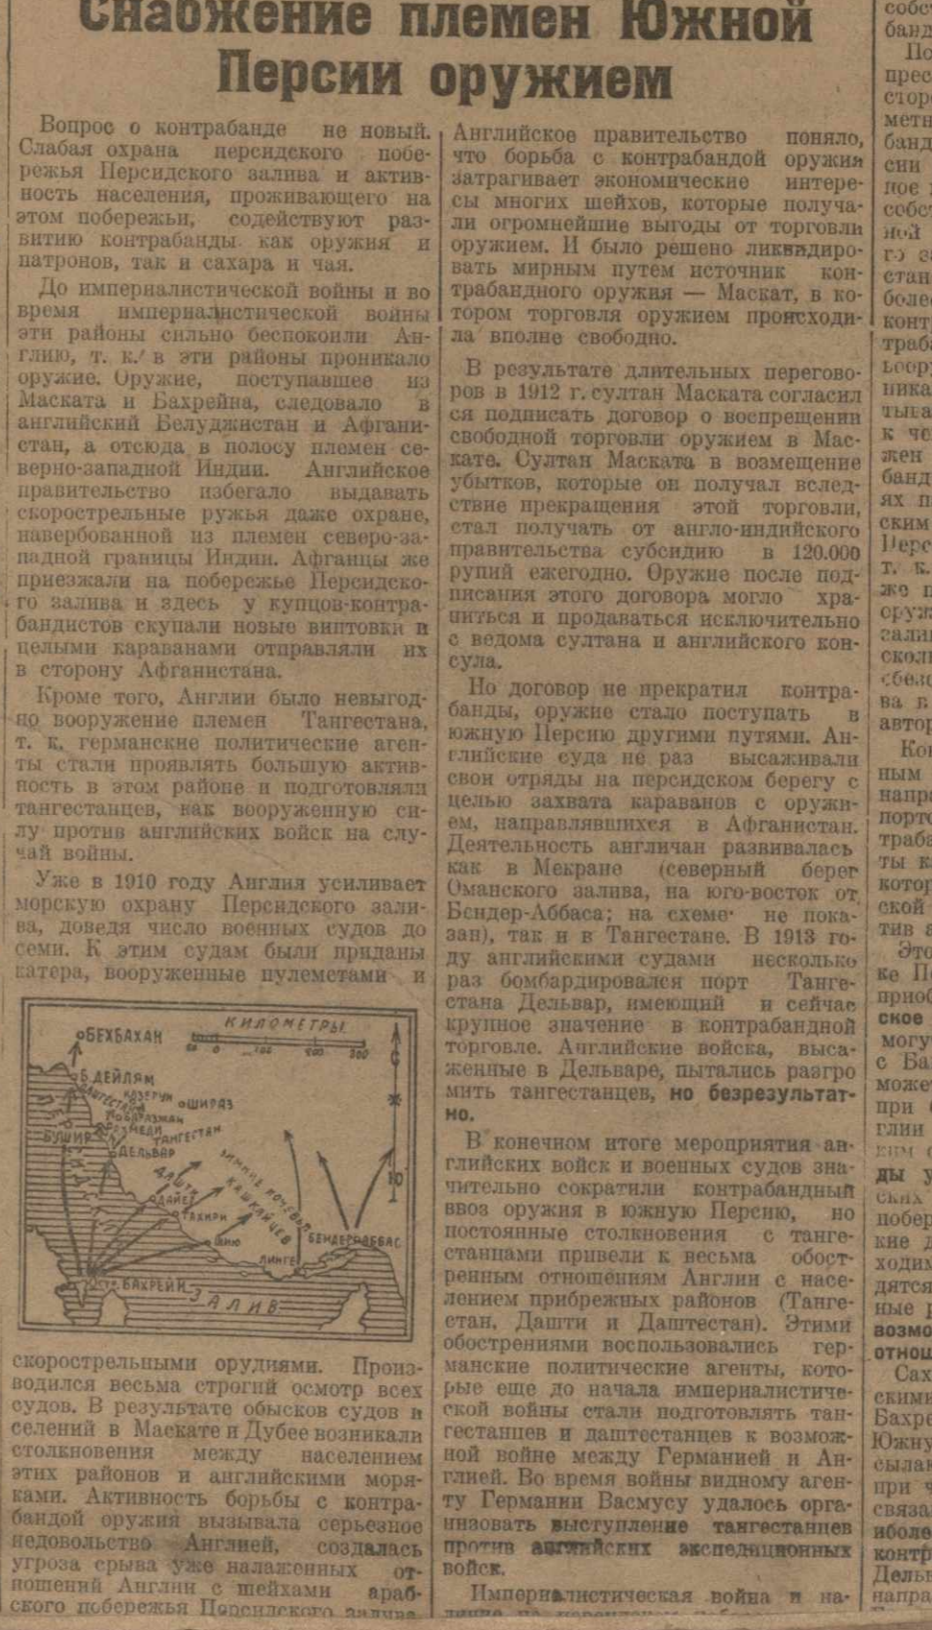 Снабжение племен Южной
Персии оружием
Вопрос о контрабанде не новый.
Слабая охрана персидского побе-
режья Персидского залива и актив-
ность населения, проживающего на
этом побережьи, содействуют раз-
витию контрабанды как оружия и
патронов, так и сахара и чая.
До империалистической войны и во
время империалистической войны
эти районы сильно беспокоили Ан-
глию, т. к. в эти районы проникало
оружие. Оружие, поступавшее из
Маската и Бахрейна, следовало в
английский Белуджистан и Афгани-
стан, а отсюда в полосу племен се-
верно-западной Индии. Английское
правительство избегало выдавать
скорострельные ружья даже охране,
навербованной из племен северо-за-
падной границы Индии. Афганцы же
приезжали на побережье Персидско-
го залива и здесь у купцов-контра-
бандистов скупали новые винтовки и
целыми караванами отправляли их
в сторону Афганистана.
Кроме того, Англии было невыгод-
но вооружение племен Тангестана,
т. к. германские политические аген-
ты стали проявлять большую актив-
ность в этом районе и подготовляли
тангестанцев, как вооруженную си-
лу против английских войск на слу-
чай войны.
Уже в 1910 году Англия усиливает
морскую охрану Персидского зали-
ва, доведя число военных судов до
семи. К этим судам были приданы
катера, вооруженные пулеметами и
КИЛОМЕТРЫ
БЕХБАХАН
Б. ДЕЙЛЯМ
КАЗЕРУН
ШИРАЗ
БУШИР
ТАНГЕСТАН
ДЕЛЬВАР
ДАШТИ
ДАЙЕР
ТАХИРИ
ЗИМНИЕ КОЧЕВЬЯ
КАШКАЙЦЕВ
ШИЮ
ЛИНГЕ
БЕНДЕР-АББАС
БАХРЕЙН
ЗАЛИВ
С
Ю
скорострельными орудиями. Произ-
водился весьма строгий осмотр всех
судов. В результате обысков судов и
селений в Маскате и Дубее возникали
столкновения между населением
этих районов и английскими моря-
ками. Активность борьбы с контра-
бандой оружия вызывала серьезное
недовольство Англией, создалась
угроза срыва уже налаженных от-
ношений Англии с шейхами араб-
ского побережья Персидского залива.
Английское правительство поняло,
что борьба с контрабандой оружия
затрагивает экономические интере-
сы многих шейхов, которые получа-
ли огромнейшие выгоды от торговли
оружием. И было решено ликвидиро-
вать мирным путем источник кон-
трабандного оружия — Маскат, в ко-
тором торговля оружием происходи-
ла вполне свободно.
В результате длительных перегово-
ров в 1912 г. султан Маската согласил
ся подписать договор о воспрещении
свободной торговли оружием в Мас-
кате. Султан Маската в возмещение
убытков, которые он получал вслед-
ствие прекращения этой торговли,
стал получать от англо-индийского
правительства субсидию в 120.000
рупий ежегодно. Оружие после под-
писания этого договора могло хра-
ниться и продаваться исключительно
с ведома султана и английского кон-
сула.
Но договор не прекратил контра-
банды, оружие стало поступать в
южную Персию другими путями. Ан-
глийские суда не раз высаживали
свои отряды на персидском берегу с
целью захвата караванов с оружи-
ем, направлявшихся в Афганистан.
Деятельность англичан развивалась
как в Мекране (северный берег
Оманского залива, на юго-восток от
Бендер-Аббаса; на схеме не пока-
зан), так и в Тангестане. В 1913 го-
ду английскими судами несколько
раз бомбардировался порт Танге-
стана Дельвар, имеющий и сейчас
крупное значение в контрабандной
торговле. Английские войска, выса-
женные в Дельваре, пытались разгро
мить тангестанцев, но безрезультат-
но.
В конечном итоге мероприятия ан-
глийских войск и военных судов зна-
чительно сократили контрабандный
ввоз оружия в южную Персию, но
постоянные столкновения с танге-
станцами привели к весьма обост-
ренным отношениям Англии с насе-
лением прибрежных районов (Танге-
стан, Дашти и Даштестан). Этими
обострениями воспользовались гер-
манские политические агенты, кото-
рые еще до начала империалистиче-
ской войны стали подготовлять тан-
гестанцев и даштестанцев к возмож-
ной войне между Германией и Ан-
глией. Во время войны видному аген-
ту Германии Васмусу удалось орга-
низовать выступление тангестанцев
против английских экспедиционных
войск.
Империалистическая война и на-